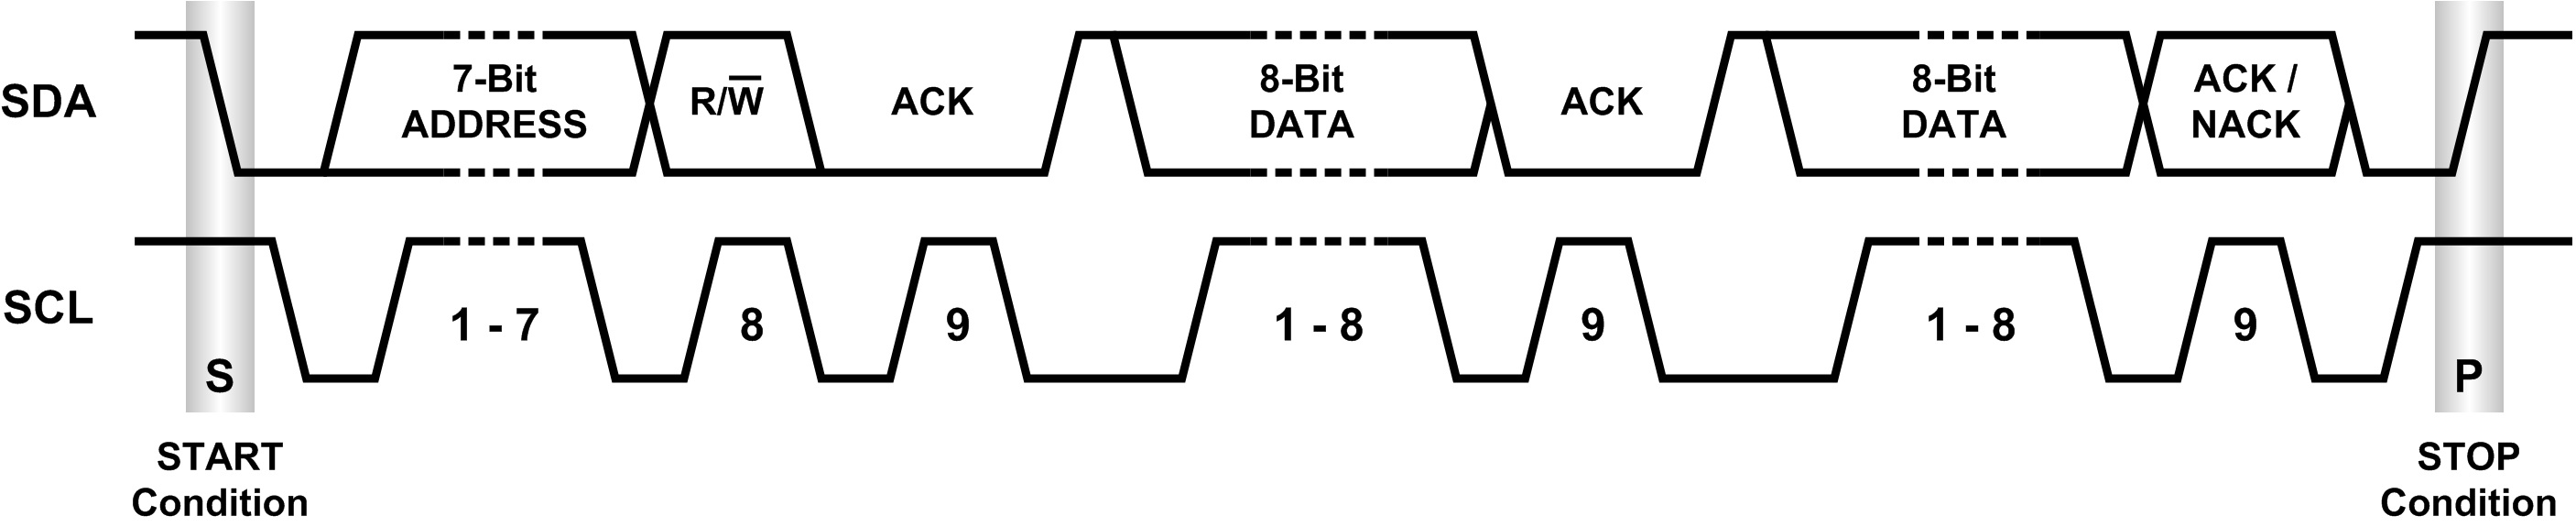 SDA
7-Bit
ADDRESS
R/W̅
ACK
8-Bit
DATA
ACK
8-Bit
DATA
ACK /
NACK
SCL
1 - 7
8
9
1 - 8
9
1 - 8
9
S
P
START
Condition
STOP
Condition